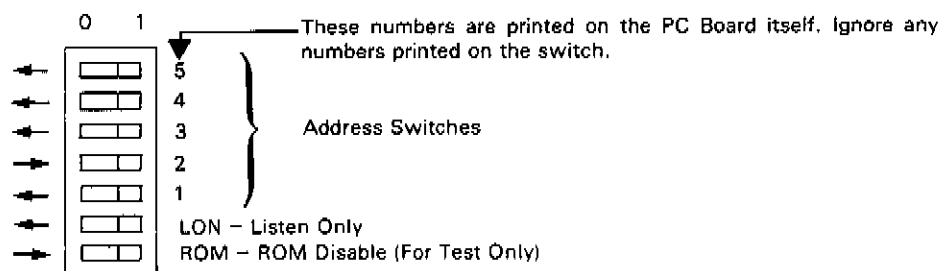 0 1
These numbers are printed on the PC Board itself. Ignore any
numbers printed on the switch.
5
4
3
Address Switches
2
1
LON – Listen Only
ROM – ROM Disable (For Test Only)